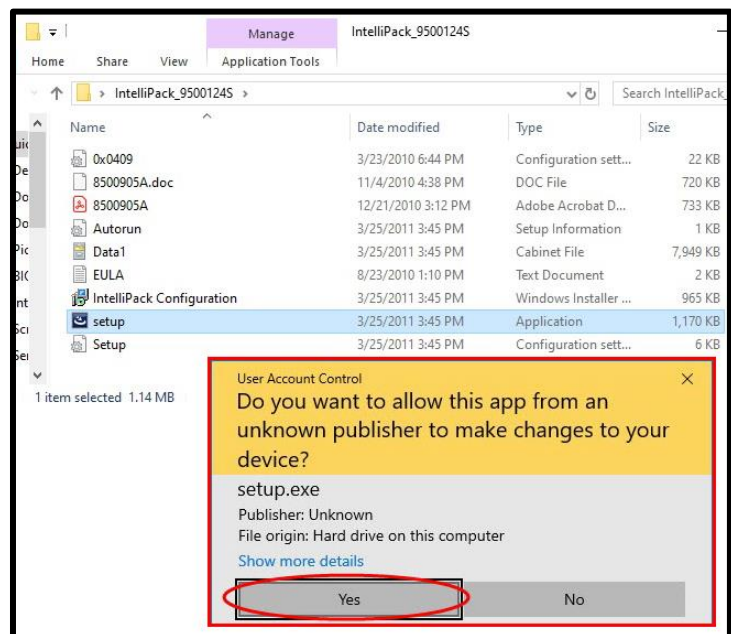 Manage IntelliPack_9500124S
Home Share View Application Tools
IntelliPack_9500124S Search IntelliPack_
Name Date modified Type Size
0x0409 3/23/2010 6:44 PM Configuration sett... 22 KB
8500905A.doc 11/4/2010 4:38 PM DOC File 720 KB
8500905A 12/21/2010 3:12 PM Adobe Acrobat D... 733 KB
Autorun 3/25/2011 3:45 PM Setup Information 1 KB
Data1 3/25/2011 3:45 PM Cabinet File 7,949 KB
EULA 8/23/2010 1:10 PM Text Document 2 KB
IntelliPack Configuration 3/25/2011 3:45 PM Windows Installer ... 965 KB
setup 3/25/2011 3:45 PM Application 1,170 KB
Setup 3/25/2011 3:45 PM Configuration sett... 6 KB
1 item selected 1.14 MB
User Account Control
Do you want to allow this app from an
unknown publisher to make changes to your
device?
setup.exe
Publisher: Unknown
File origin: Hard drive on this computer
Show more details
Yes No